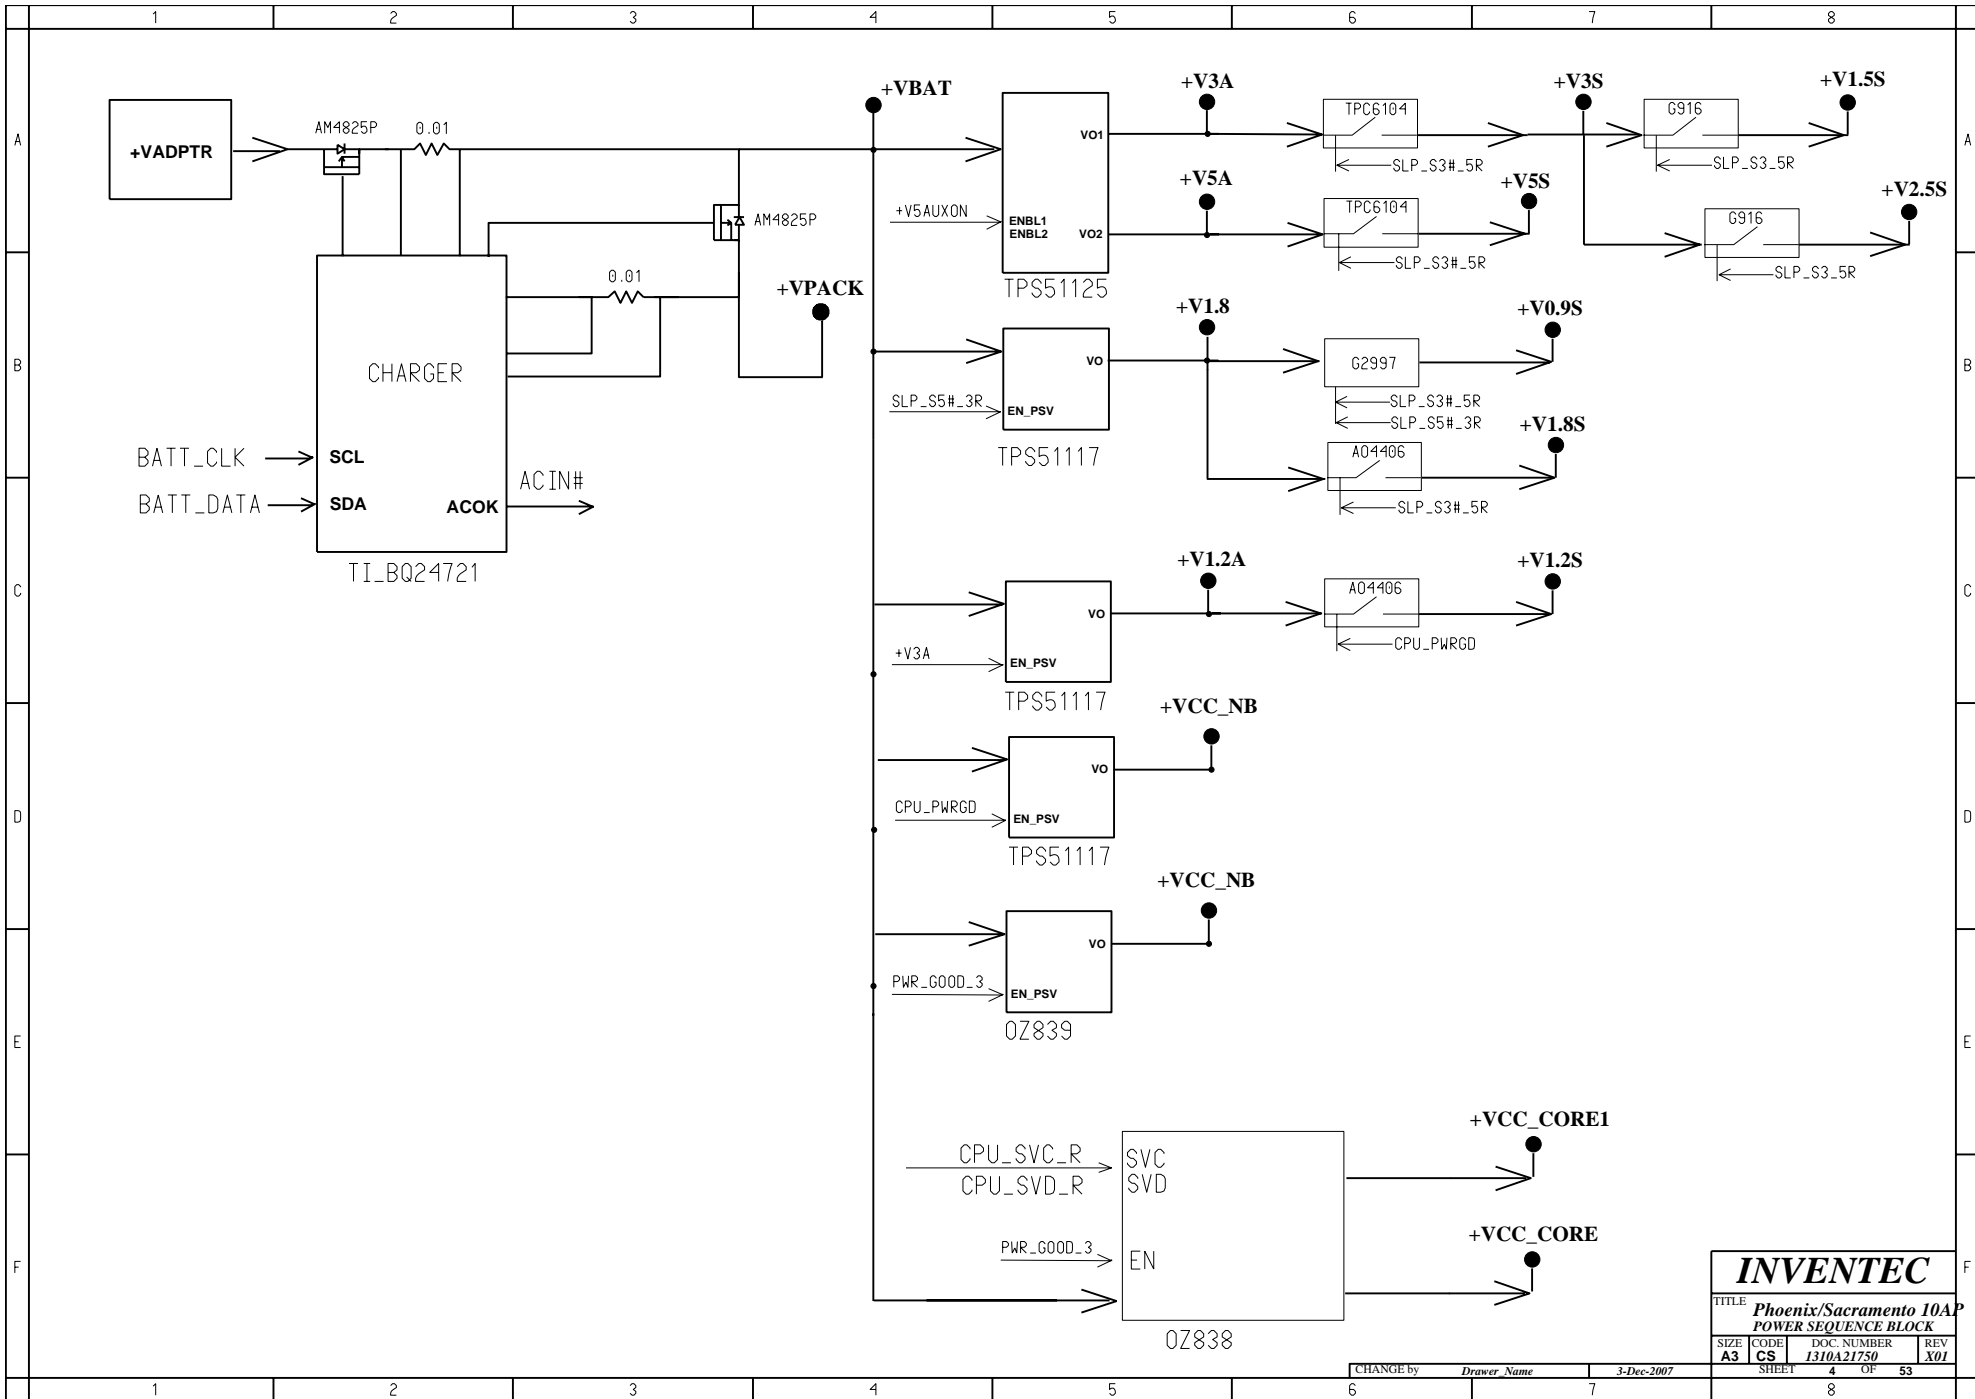 1 2 3 4 5 6 7 8
A A
B B
C C
D D
E E
F F
+VADPTR
AM4825P
0.01
+VBAT
AM4825P
0.01
+VPACK
CHARGER
BATT_CLK
SCL
BATT_DATA
SDA
ACOK
ACIN#
TI_BQ24721
+V5AUXON
ENBL1
ENBL2
VO1
VO2
TPS51125
+V3A
TPC6104
SLP_S3#_5R
+V3S
G916
SLP_S3_5R
+V1.5S
+V5A
TPC6104
SLP_S3#_5R
+V5S
G916
SLP_S3_5R
+V2.5S
SLP_S5#_3R
EN_PSV
VO
TPS51117
+V1.8
G2997
SLP_S3#_5R
SLP_S5#_3R
+V0.9S
AO4406
SLP_S3#_5R
+V1.8S
+V3A
EN_PSV
VO
TPS51117
+V1.2A
AO4406
CPU_PWRGD
+V1.2S
CPU_PWRGD
EN_PSV
VO
TPS51117
+VCC_NB
PWR_GOOD_3
EN_PSV
VO
OZ839
+VCC_NB
CPU_SVC_R
CPU_SVD_R
SVC
SVD
PWR_GOOD_3
EN
OZ838
+VCC_CORE1
+VCC_CORE
INVENTEC
TITLE
Phoenix/Sacramento 10AP
POWER SEQUENCE BLOCK
SIZE CODE DOC. NUMBER REV
A3 CS 1310A21750 X01
CHANGE by Drawer_Name 3-Dec-2007 SHEET 4 OF 53
1 2 3 4 5 6 7 8